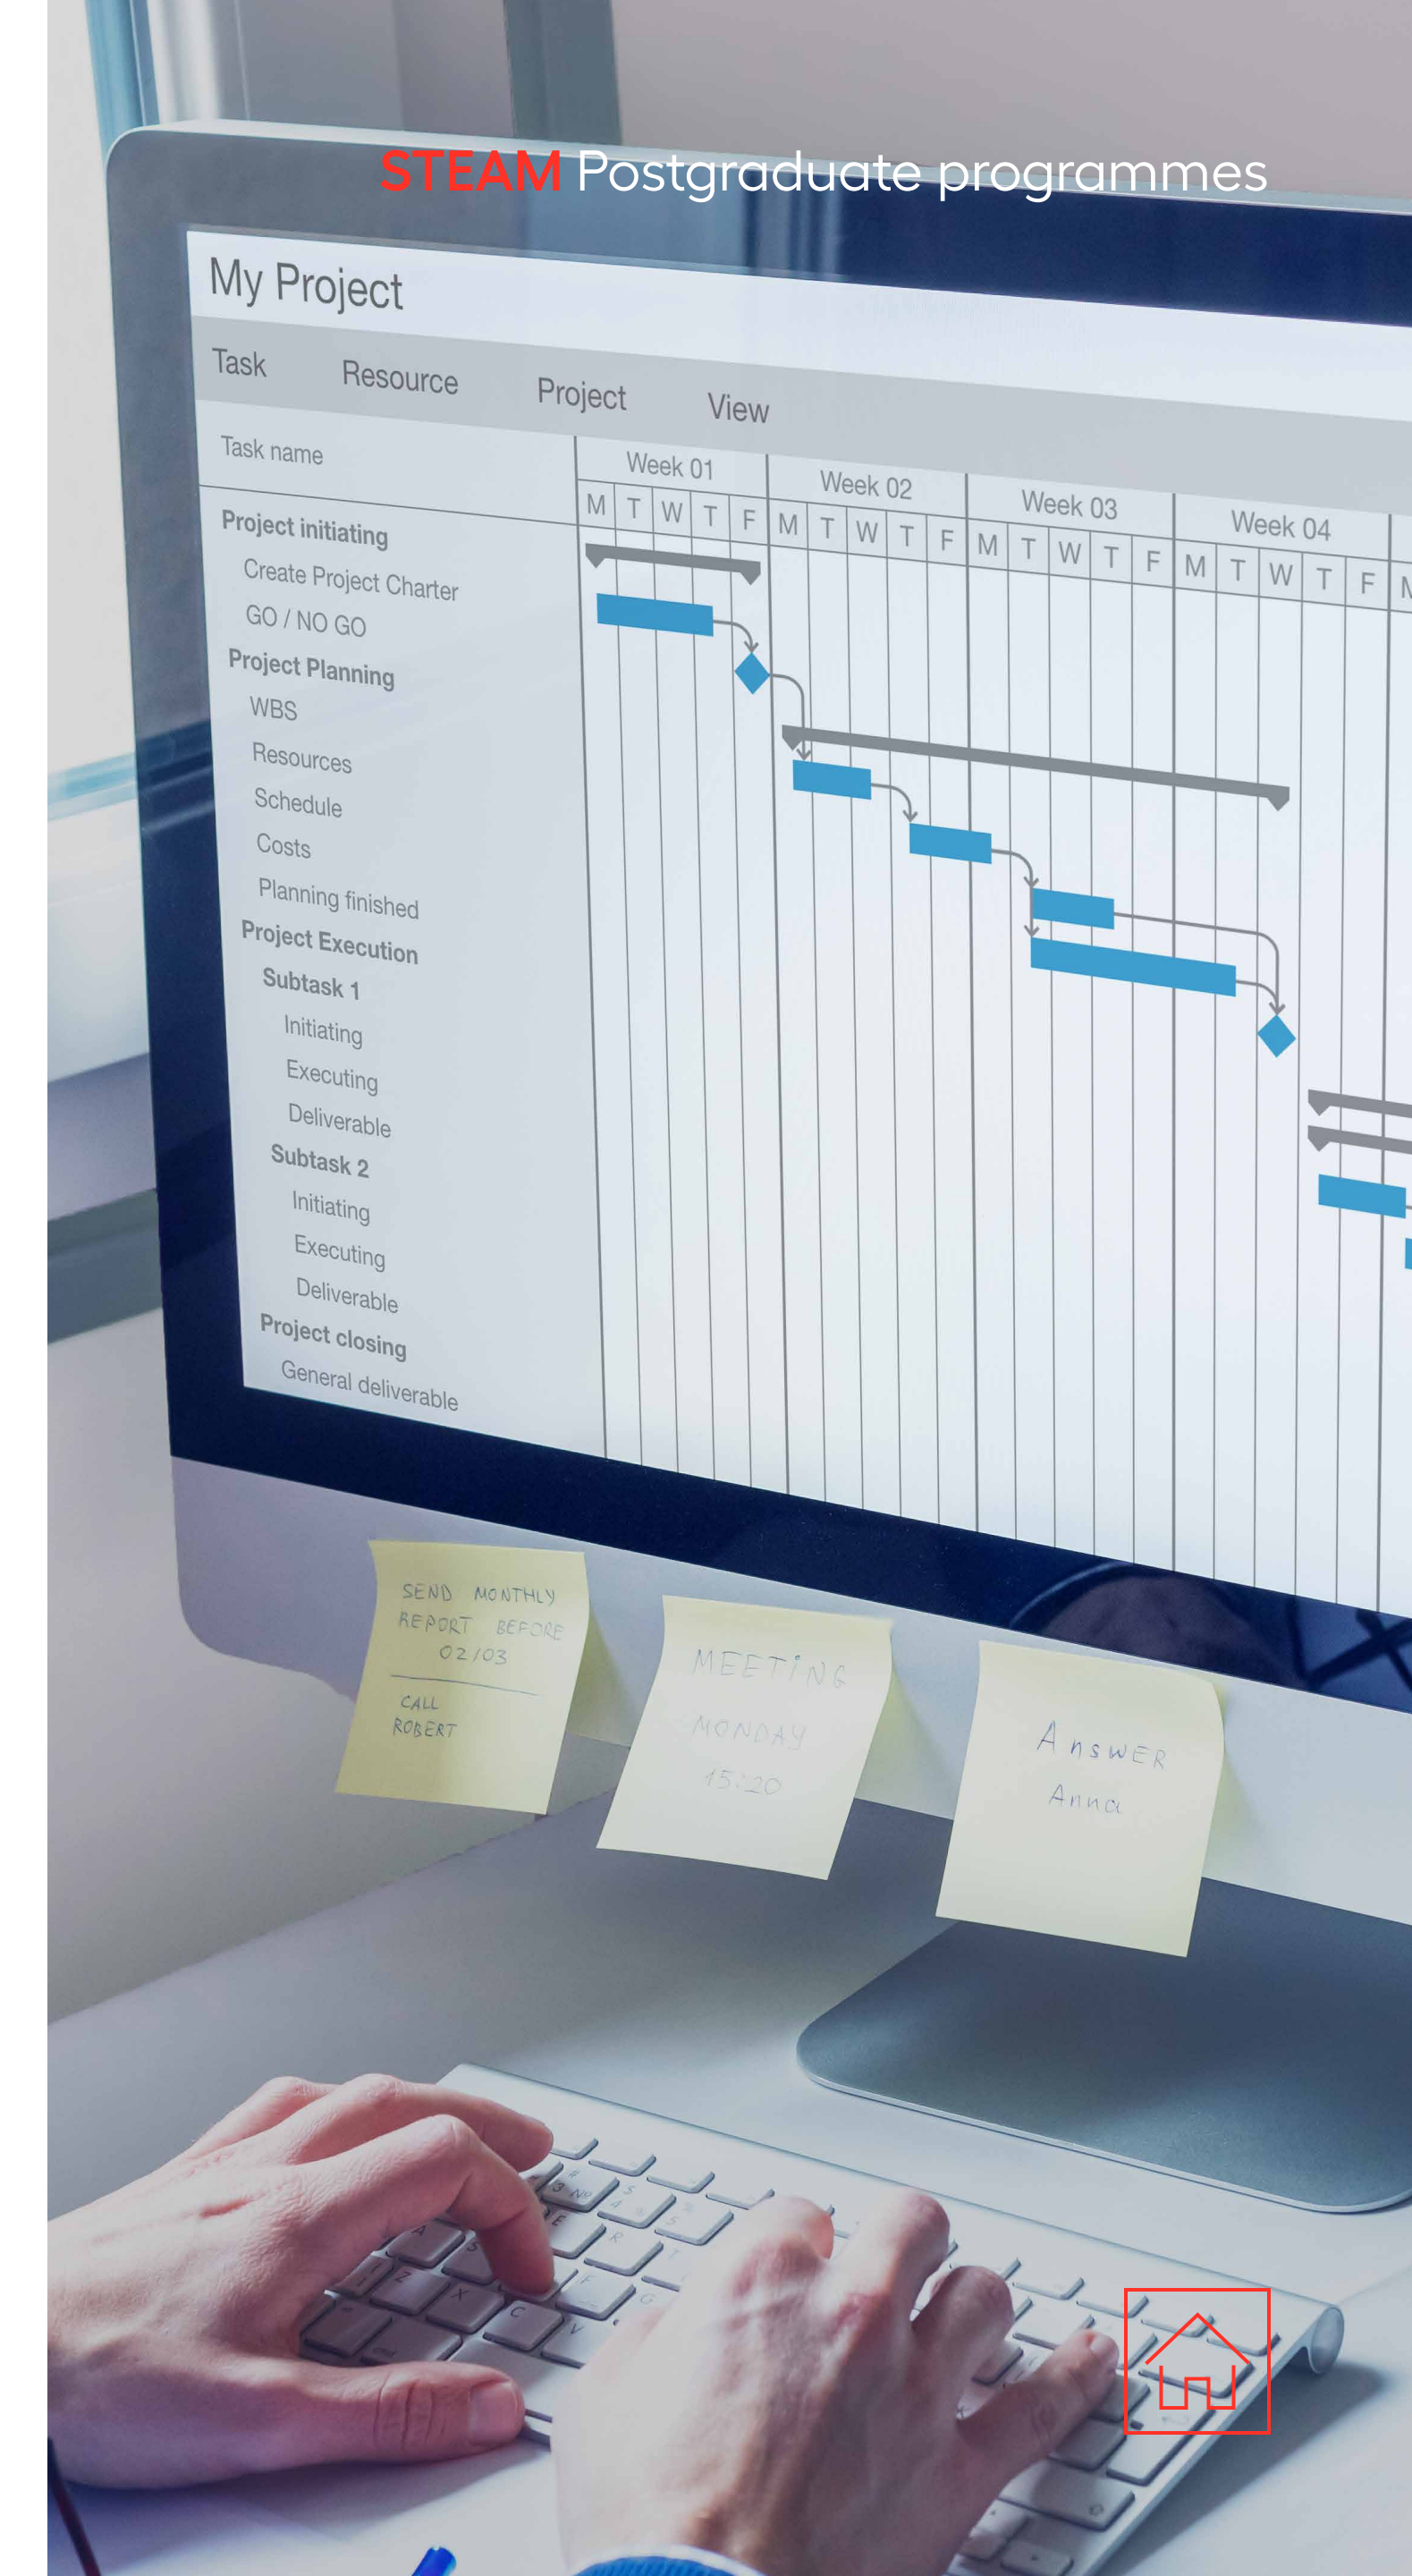 STEAM Postgraduate programmes
My Project
Task Resource Project View
Task name
Week 01 Week 02 Week 03 Week 04
M T W T F M T W T F M T W T F M T W T F M
Project initiating
Create Project Charter
GO / NO GO
Project Planning
WBS
Resources
Schedule
Costs
Planning finished
Project Execution
Subtask 1
Initiating
Executing
Deliverable
Subtask 2
Initiating
Executing
Deliverable
Project closing
General deliverable
SEND MONTHLY
REPORT BEFORE
02/03
CALL
ROBERT
MEETING
MONDAY
15:20
Answer
Anna